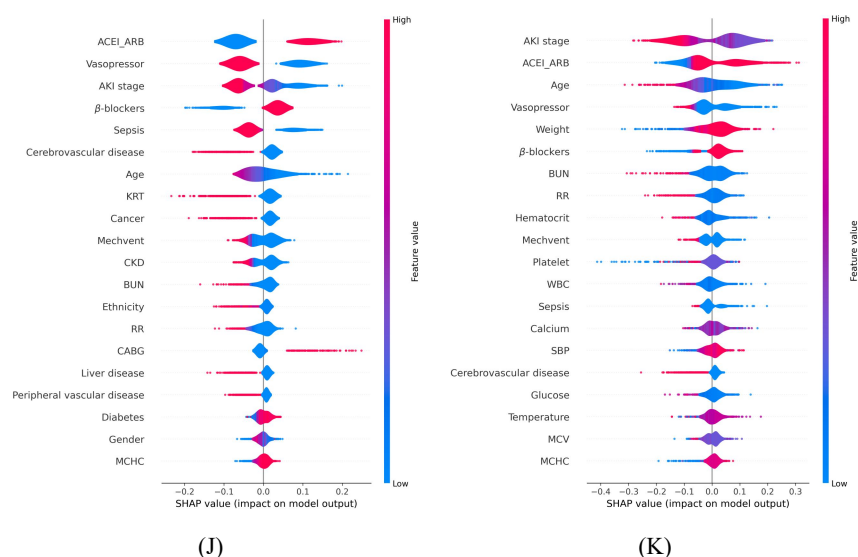 High
ACEI_ARB
Vasopressor
AKI stage
β-blockers
Sepsis
Cerebrovascular disease
Age
KRT
Cancer
Mechvent
CKD
BUN
Ethnicity
RR
CABG
Liver disease
Peripheral vascular disease
Diabetes
Gender
MCHC
Low
Feature value
−0.2 −0.1 0.0 0.1 0.2
SHAP value (impact on model output)
(J)
High
AKI stage
ACEI_ARB
Age
Vasopressor
Weight
β-blockers
BUN
RR
Hematocrit
Mechvent
Platelet
WBC
Sepsis
Calcium
SBP
Cerebrovascular disease
Glucose
Temperature
MCV
MCHC
Low
Feature value
−0.4 −0.3 −0.2 −0.1 0.0 0.1 0.2 0.3
SHAP value (impact on model output)
(K)